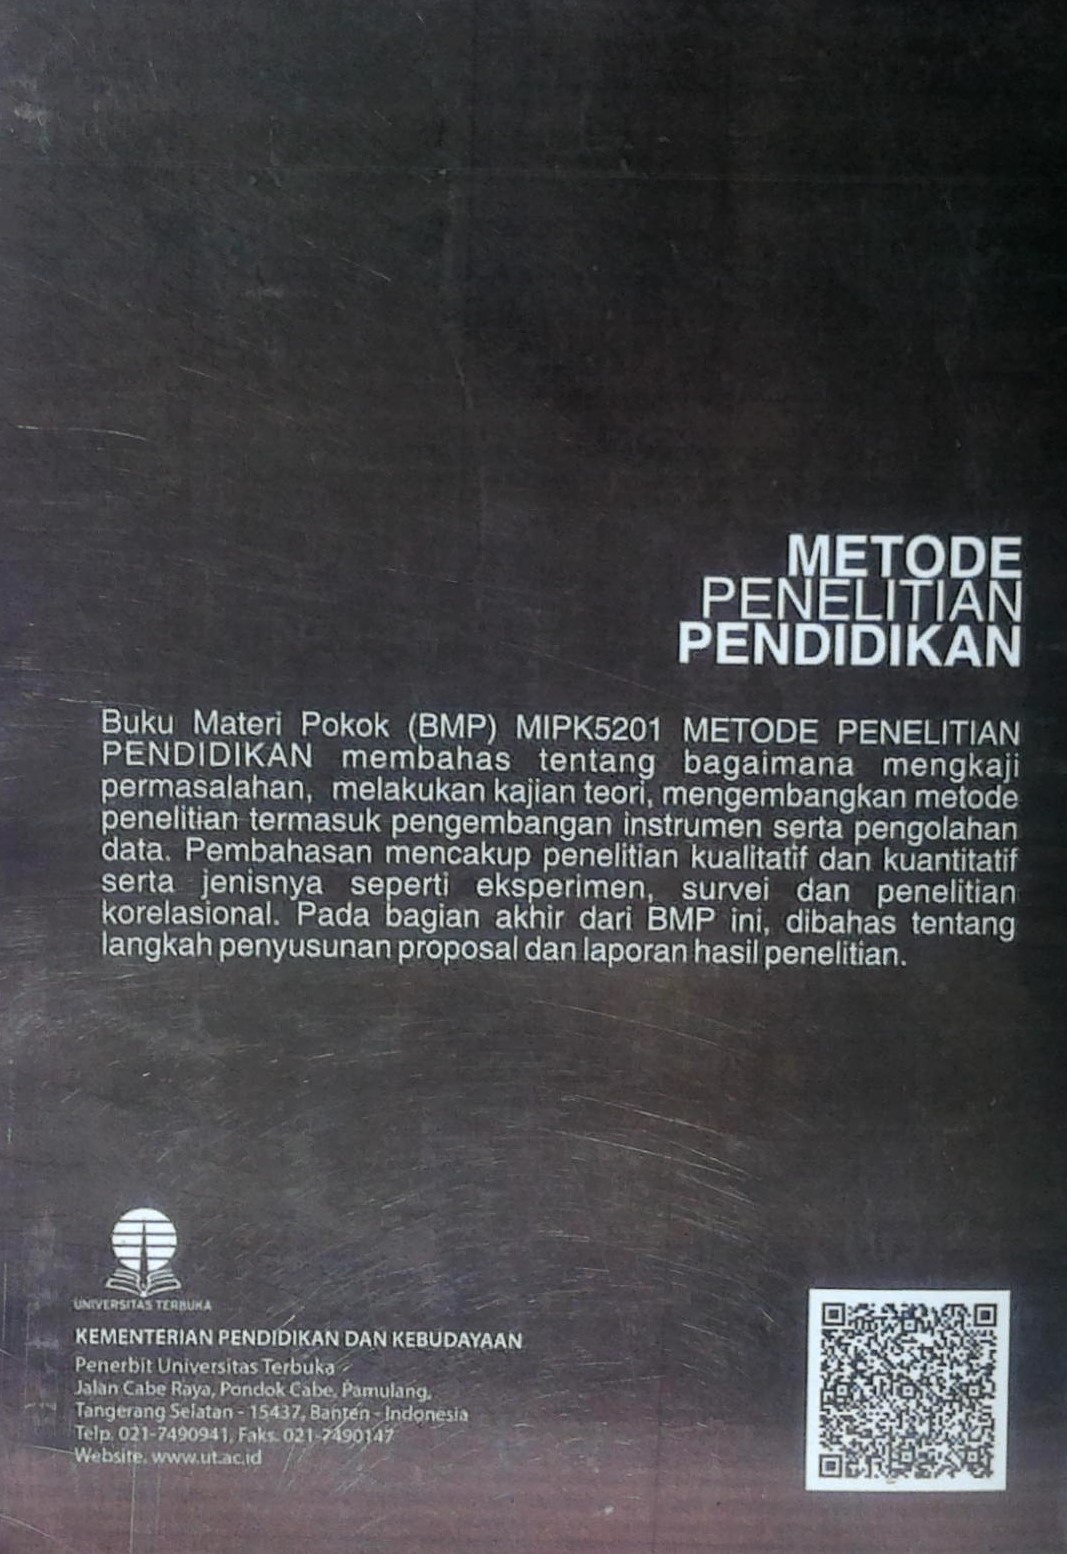 METODE
PENELITIAN
PENDIDIKAN
Buku Materi Pokok (BMP) MIPK5201 METODE PENELITIAN
PENDIDIKAN membahas tentang bagaimana mengkaji
permasalahan, melakukan kajian teori, mengembangkan metode
penelitian termasuk pengembangan instrumen serta pengolahan
data. Pembahasan mencakup penelitian kualitatif dan kuantitatif
serta jenisnya seperti eksperimen, survei dan penelitian
korelasional. Pada bagian akhir dari BMP ini, dibahas tentang
langkah penyusunan proposal dan laporan hasil penelitian.
UNIVERSITAS TERBUKA
KEMENTERIAN PENDIDIKAN DAN KEBUDAYAAN
Penerbit Universitas Terbuka
Jalan Cabe Raya, Pondok Cabe, Pamulang,
Tangerang Selatan - 15437, Banten - Indonesia
Telp. 021-7490941, Faks. 021-7490147
Website. www.ut.ac.id